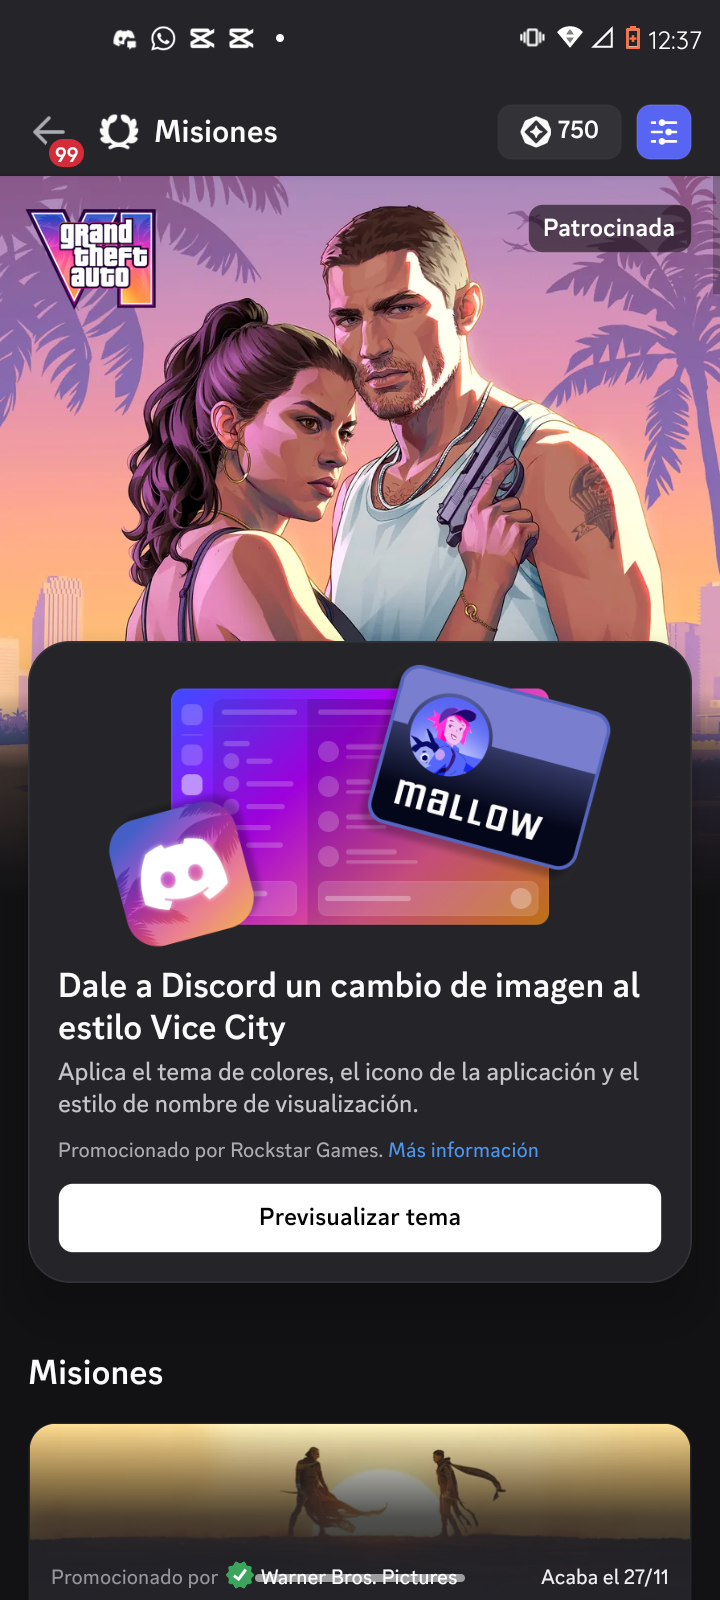 12:37
99
Misiones
750
grand
theft
auto
VI
Patrocinada
mallow
Dale a Discord un cambio de imagen al
estilo Vice City
Aplica el tema de colores, el icono de la aplicación y el
estilo de nombre de visualización.
Promocionado por Rockstar Games. Más información
Previsualizar tema
Misiones
Promocionado por Warner Bros. Pictures
Acaba el 27/11